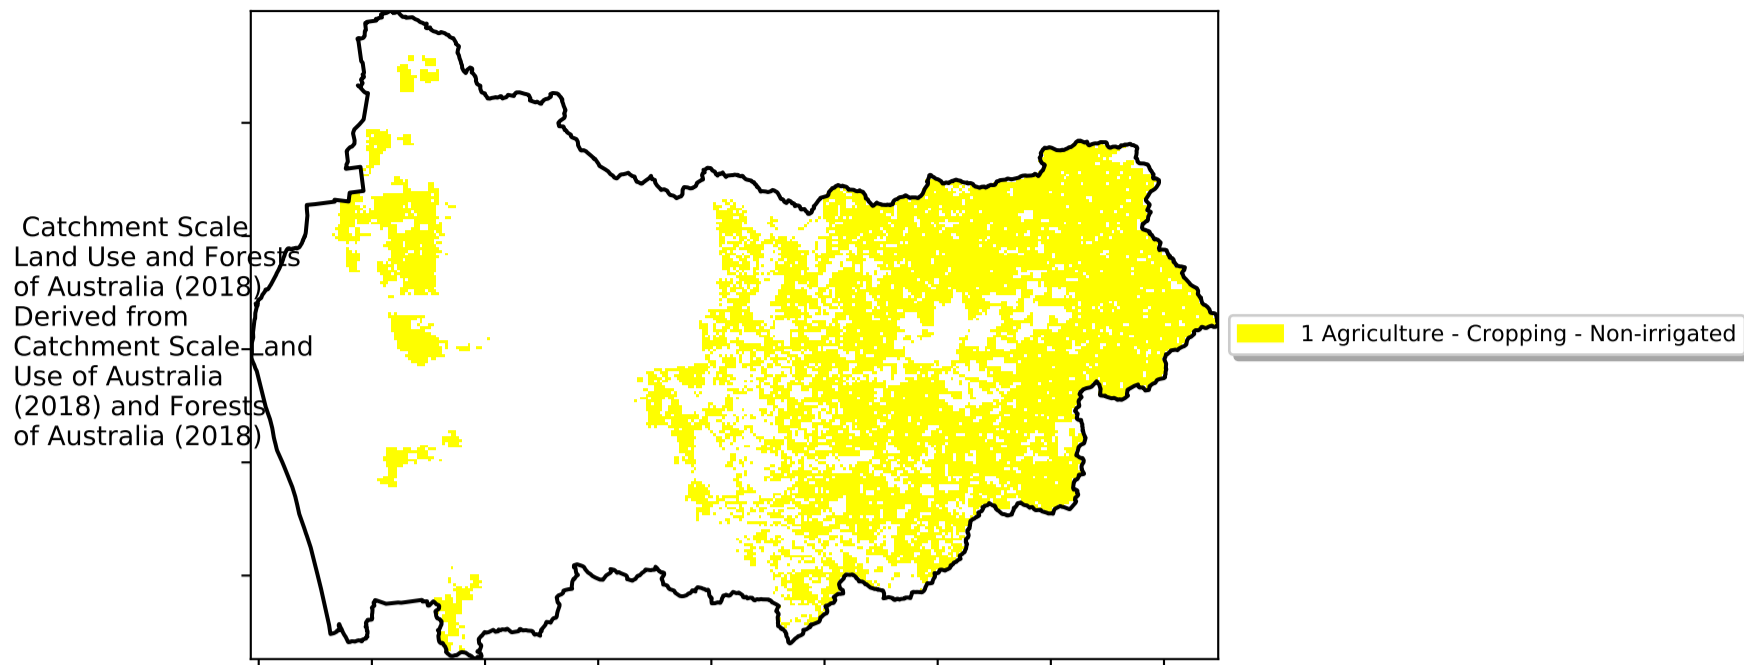 Catchment Scale
Land Use and Forests
of Australia (2018)
Derived from
Catchment Scale Land
Use of Australia
(2018) and Forests
of Australia (2018)
1 Agriculture - Cropping - Non-irrigated